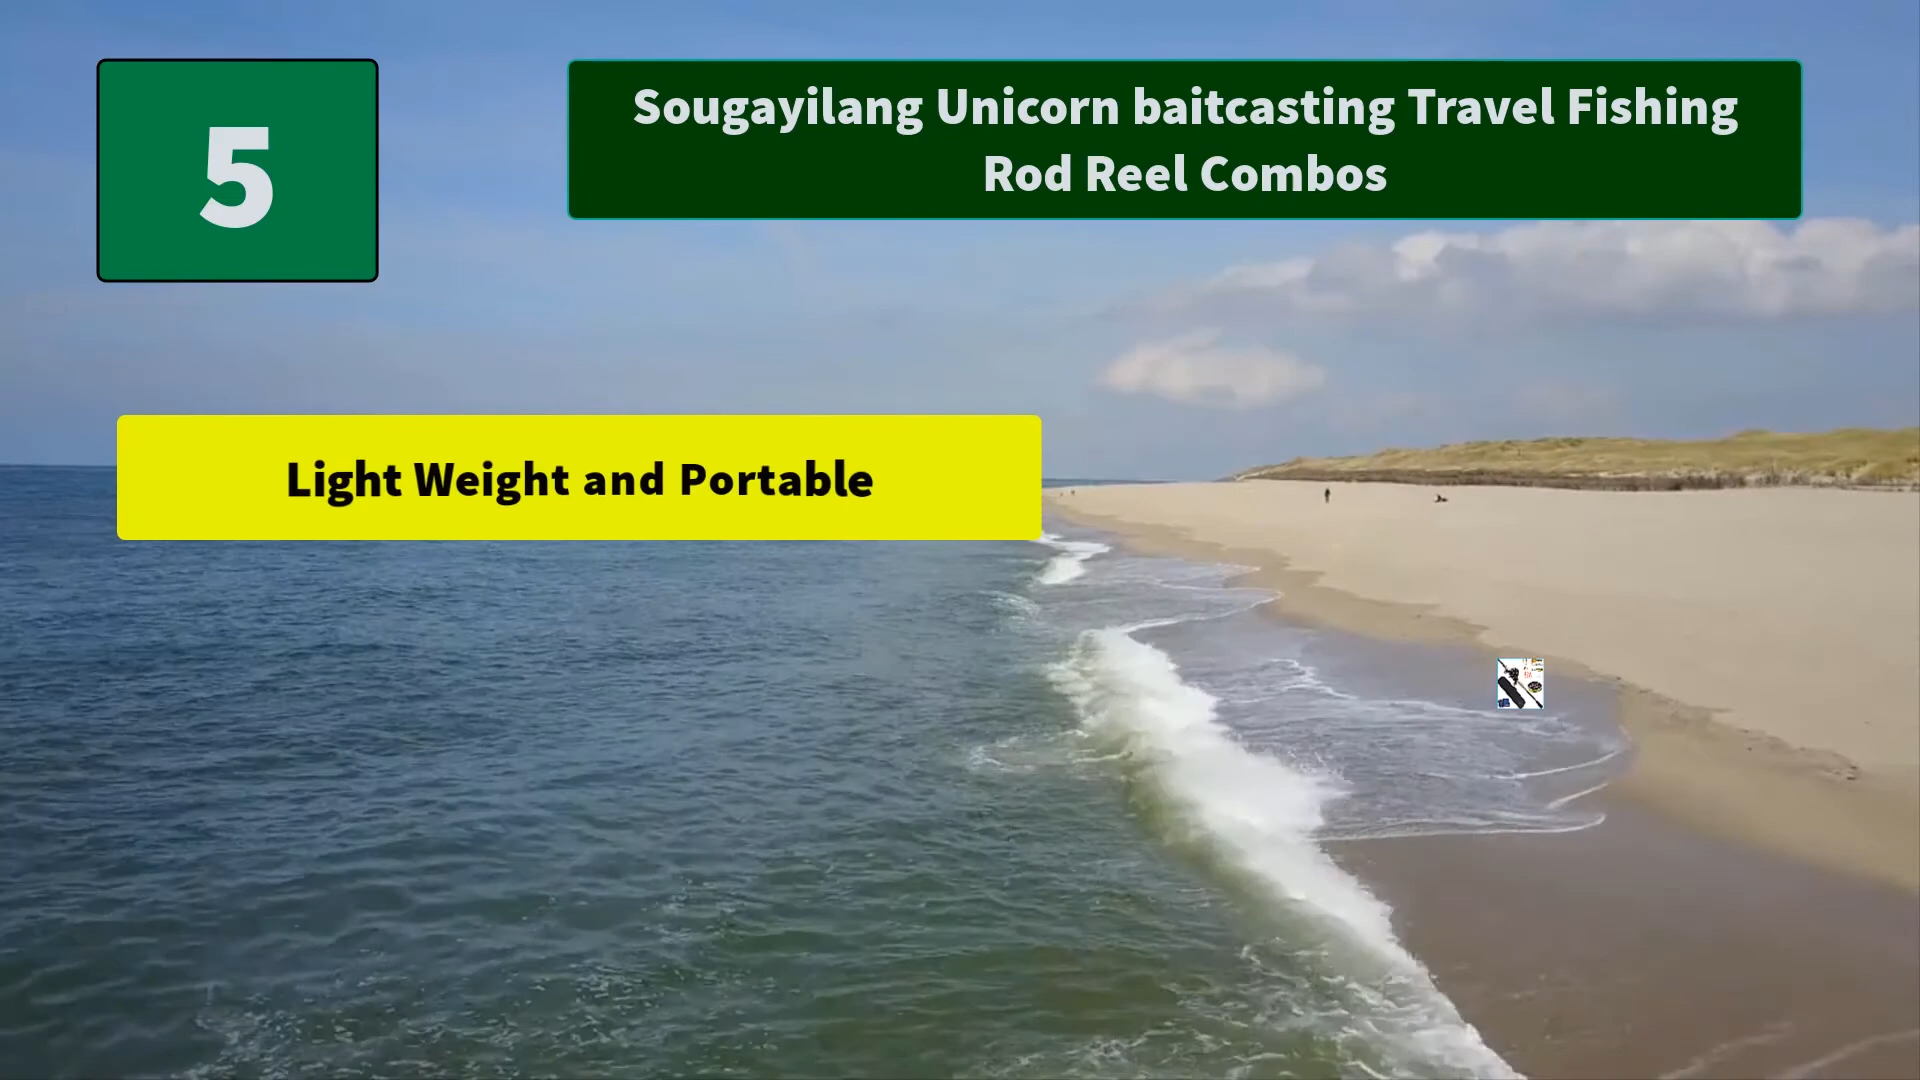 5
Sougayilang Unicorn baitcasting Travel Fishing
Rod Reel Combos
Light Weight and Portable